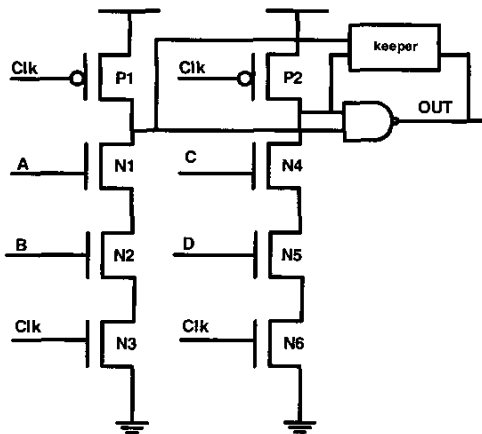 keeper
Clk P1 Clk P2
OUT
A N1 C N4
B N2 D N5
Clk N3 Clk N6